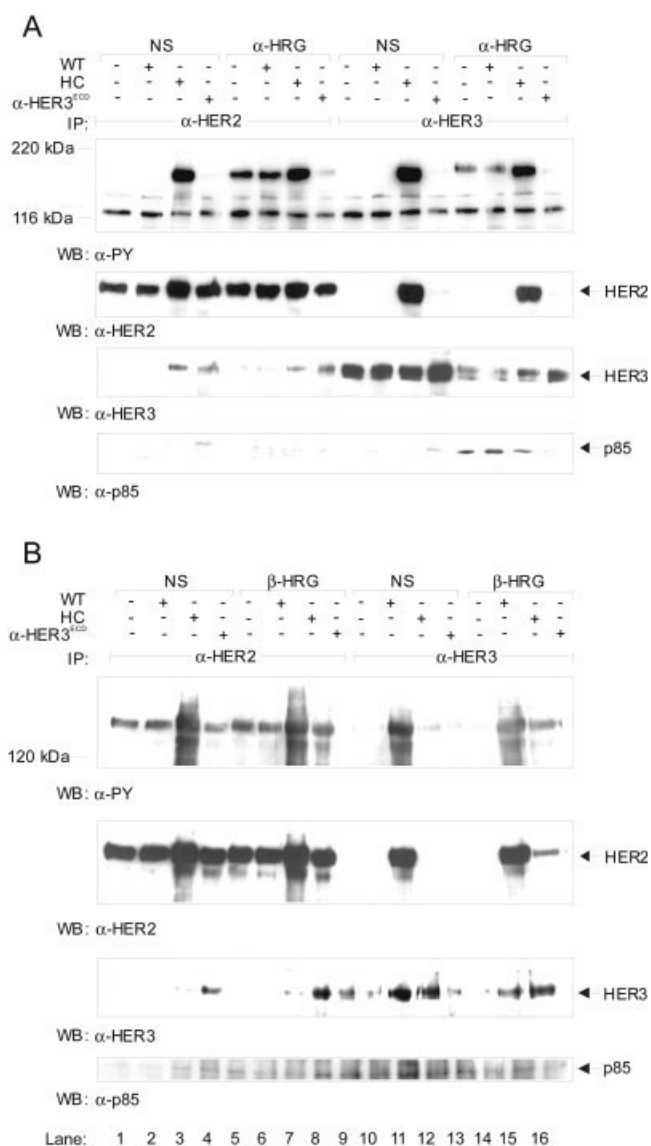 A
NS α-HRG NS α-HRG
WT - + - - - + - - - + - - - + - -
HC - - + - - - + - - - + - - - + -
α-HER3ECD - - - + - - - + - - - + - - - +
IP: α-HER2 α-HER3
220 kDa
116 kDa
WB: α-PY
HER2
WB: α-HER2
HER3
WB: α-HER3
p85
WB: α-p85
B
NS β-HRG NS β-HRG
WT - + - - - + - - - + - - - + - -
HC - - + - - - + - - - + - - - + -
α-HER3ECD - - - + - - - + - - - + - - - +
IP: α-HER2 α-HER3
120 kDa
WB: α-PY
HER2
WB: α-HER2
HER3
WB: α-HER3
p85
WB: α-p85
Lane: 1 2 3 4 5 6 7 8 9 10 11 12 13 14 15 16